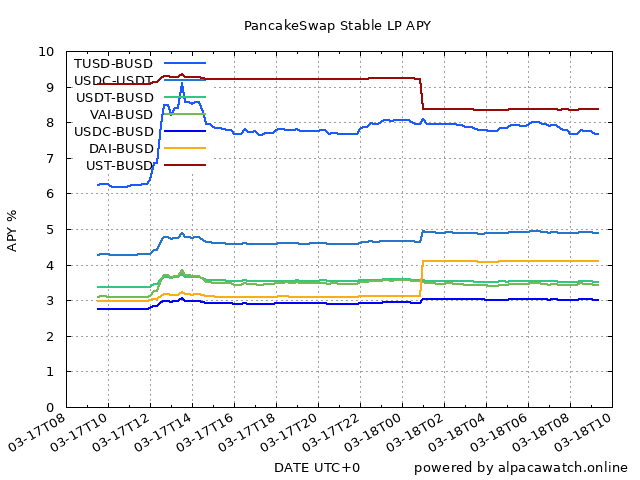 PancakeSwap Stable LP APY
10
9
8
7
6
5
4
3
2
1
0
APY %
TUSD-BUSD
USDC-USDT
USDT-BUSD
VAI-BUSD
USDC-BUSD
DAI-BUSD
UST-BUSD
03-17T08
03-17T10
03-17T12
03-17T14
03-17T16
03-17T18
03-17T20
03-17T22
03-18T00
03-18T02
03-18T04
03-18T06
03-18T08
03-18T10
DATE UTC+0
powered by alpacawatch.online